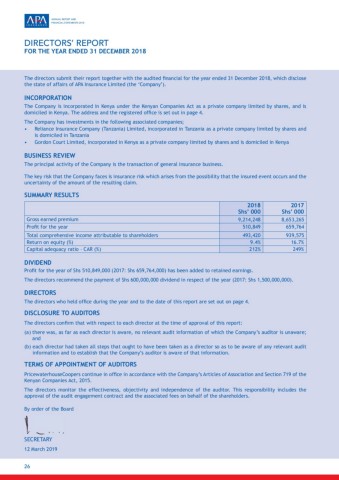 APA
ANNUAL REPORT AND
FINANCIAL STATEMENTS 2018
DIRECTORS' REPORT
FOR THE YEAR ENDED 31 DECEMBER 2018
The directors submit their report together with the audited financial for the year ended 31 December 2018, which disclose
the state of affairs of APA Insurance Limited (the "Company").
INCORPORATION
The Company is incorporated in Kenya under the Kenyan Companies Act as a private company limited by shares, and is
domiciled in Kenya. The address and the registered office is set out in page 4.
The Company has investments in the following associated companies;
• Reliance Insurance Company (Tanzania) Limited, incorporated in Tanzania as a private company limited by shares and
is domiciled in Tanzania
• Gordon Court Limited, incorporated in Kenya as a private company limited by shares and is domiciled in Kenya
BUSINESS REVIEW
The principal activity of the Company is the transaction of general insurance business.
The key risk that the Company faces is insurance risk which arises from the possibility that the insured event occurs and the
uncertainty of the amount of the resulting claim.
SUMMARY RESULTS
2018 2017
Shs' 000 Shs' 000
Gross earned premium 9,214,248 8,653,265
Profit for the year 510,849 659,764
Total comprehensive income attributable to shareholders 493,420 939,575
Return on equity (%) 9.4% 16.7%
Capital adequacy ratio - CAR (%) 212% 249%
DIVIDEND
Profit for the year of Shs 510,849,000 (2017: Shs 659,764,000) has been added to retained earnings.
The directors recommend the payment of Shs 600,000,000 dividend in respect of the year (2017: Shs 1,500,000,000).
DIRECTORS
The directors who held office during the year and to the date of this report are set out on page 4.
DISCLOSURE TO AUDITORS
The directors confirm that with respect to each director at the time of approval of this report:
(a) there was, as far as each director is aware, no relevant audit information of which the Company's auditor is unaware;
and
(b) each director had taken all steps that ought to have been taken as a director so as to be aware of any relevant audit
information and to establish that the Company's auditor is aware of that information.
TERMS OF APPOINTMENT OF AUDITORS
PricewaterhouseCoopers continue in office in accordance with the Company's Articles of Association and Section 719 of the
Kenyan Companies Act, 2015.
The directors monitor the effectiveness, objectivity and independence of the auditor. This responsibility includes the
approval of the audit engagement contract and the associated fees on behalf of the shareholders.
By order of the Board
SECRETARY
12 March 2019
26